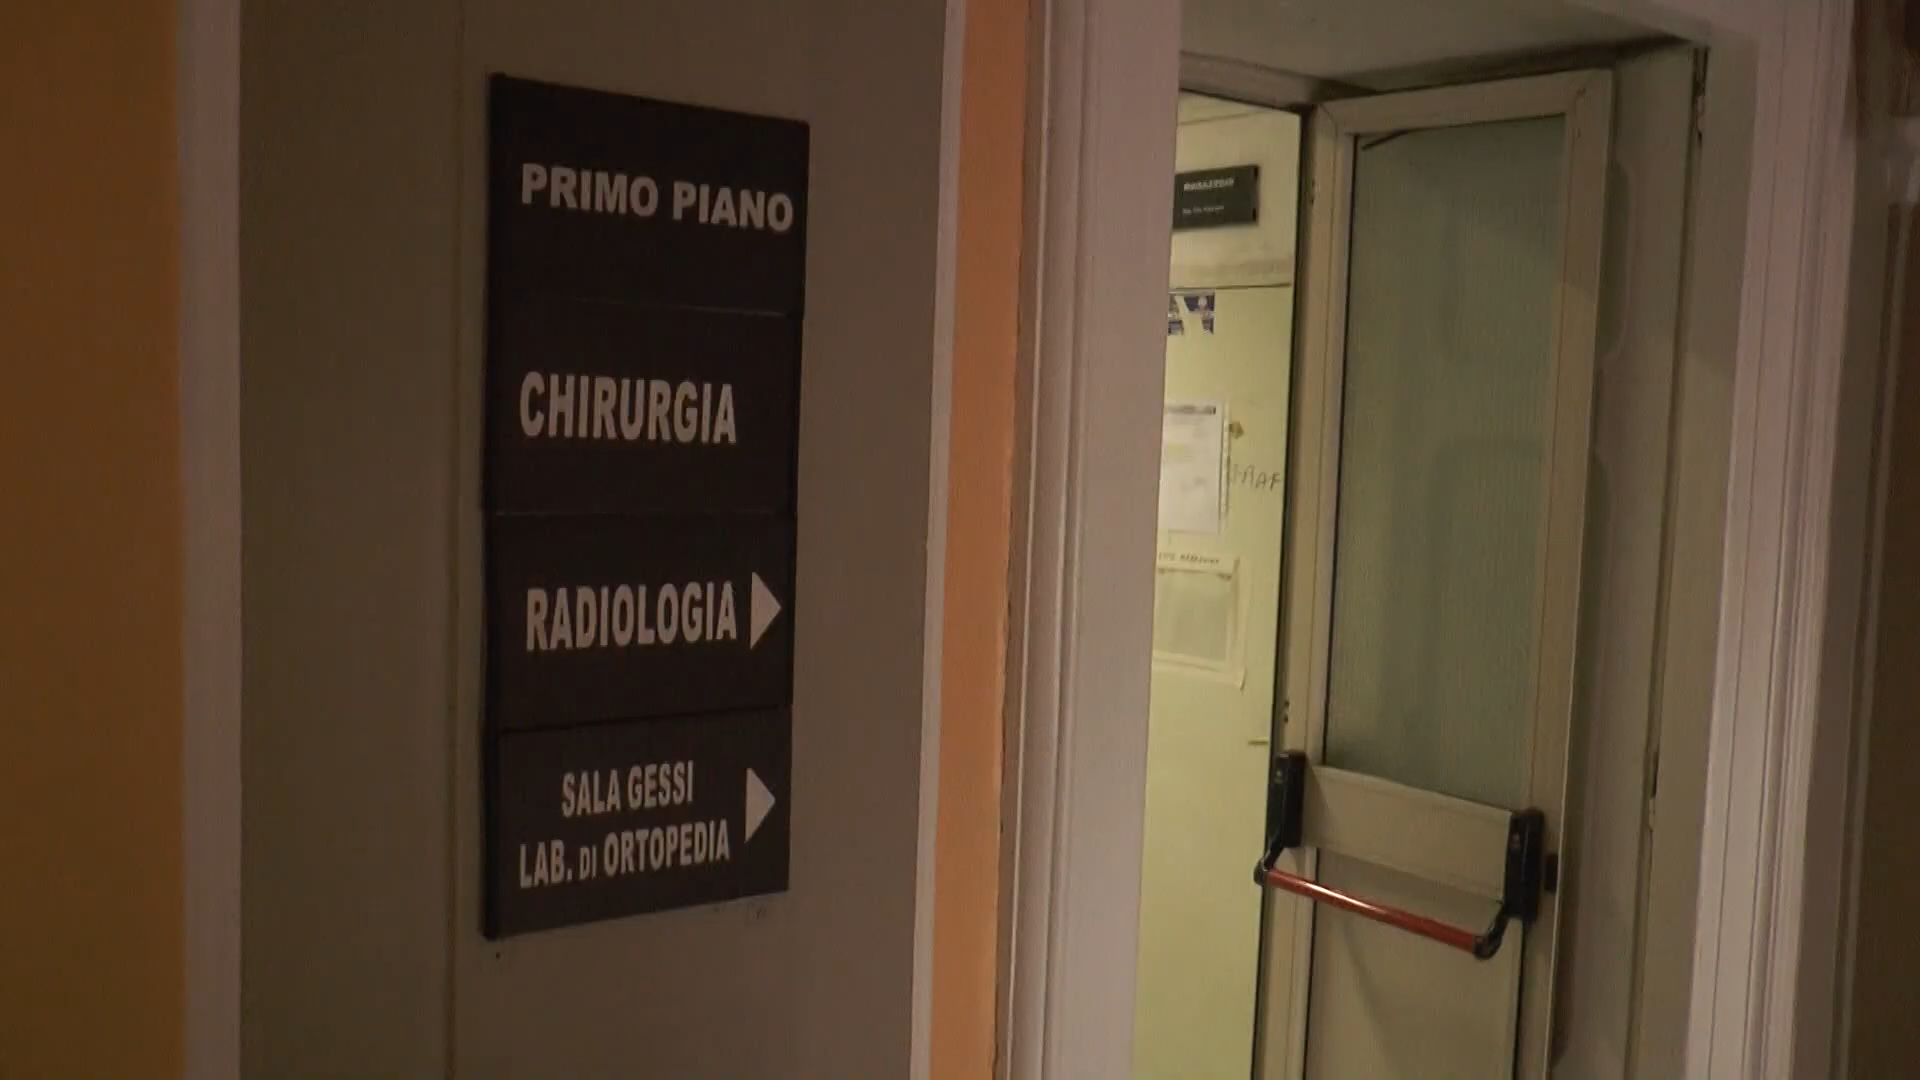 PRIMO PIANO
CHIRURGIA
RADIOLOGIA
SALA GESSI
LAB. DI ORTOPEDIA